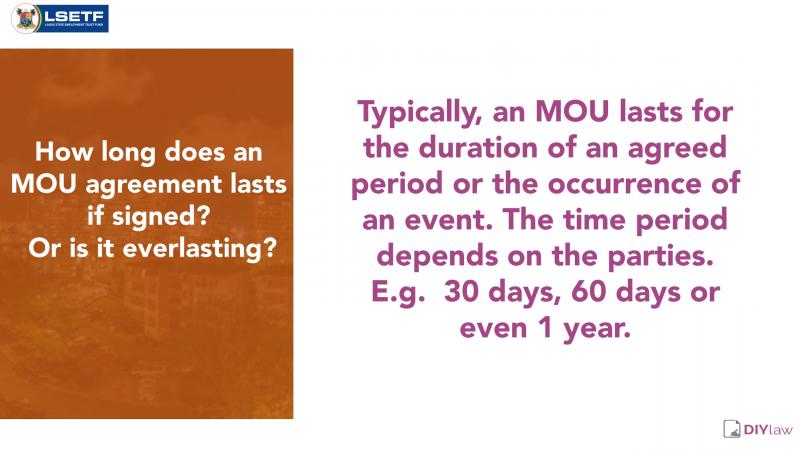 LSETF
LAGOS STATE EMPLOYMENT TRUST FUND
How long does an
MOU agreement lasts
if signed?
Or is it everlasting?
Typically, an MOU lasts for
the duration of an agreed
period or the occurrence of
an event. The time period
depends on the parties.
E.g.  30 days, 60 days or
even 1 year.
DIYlaw